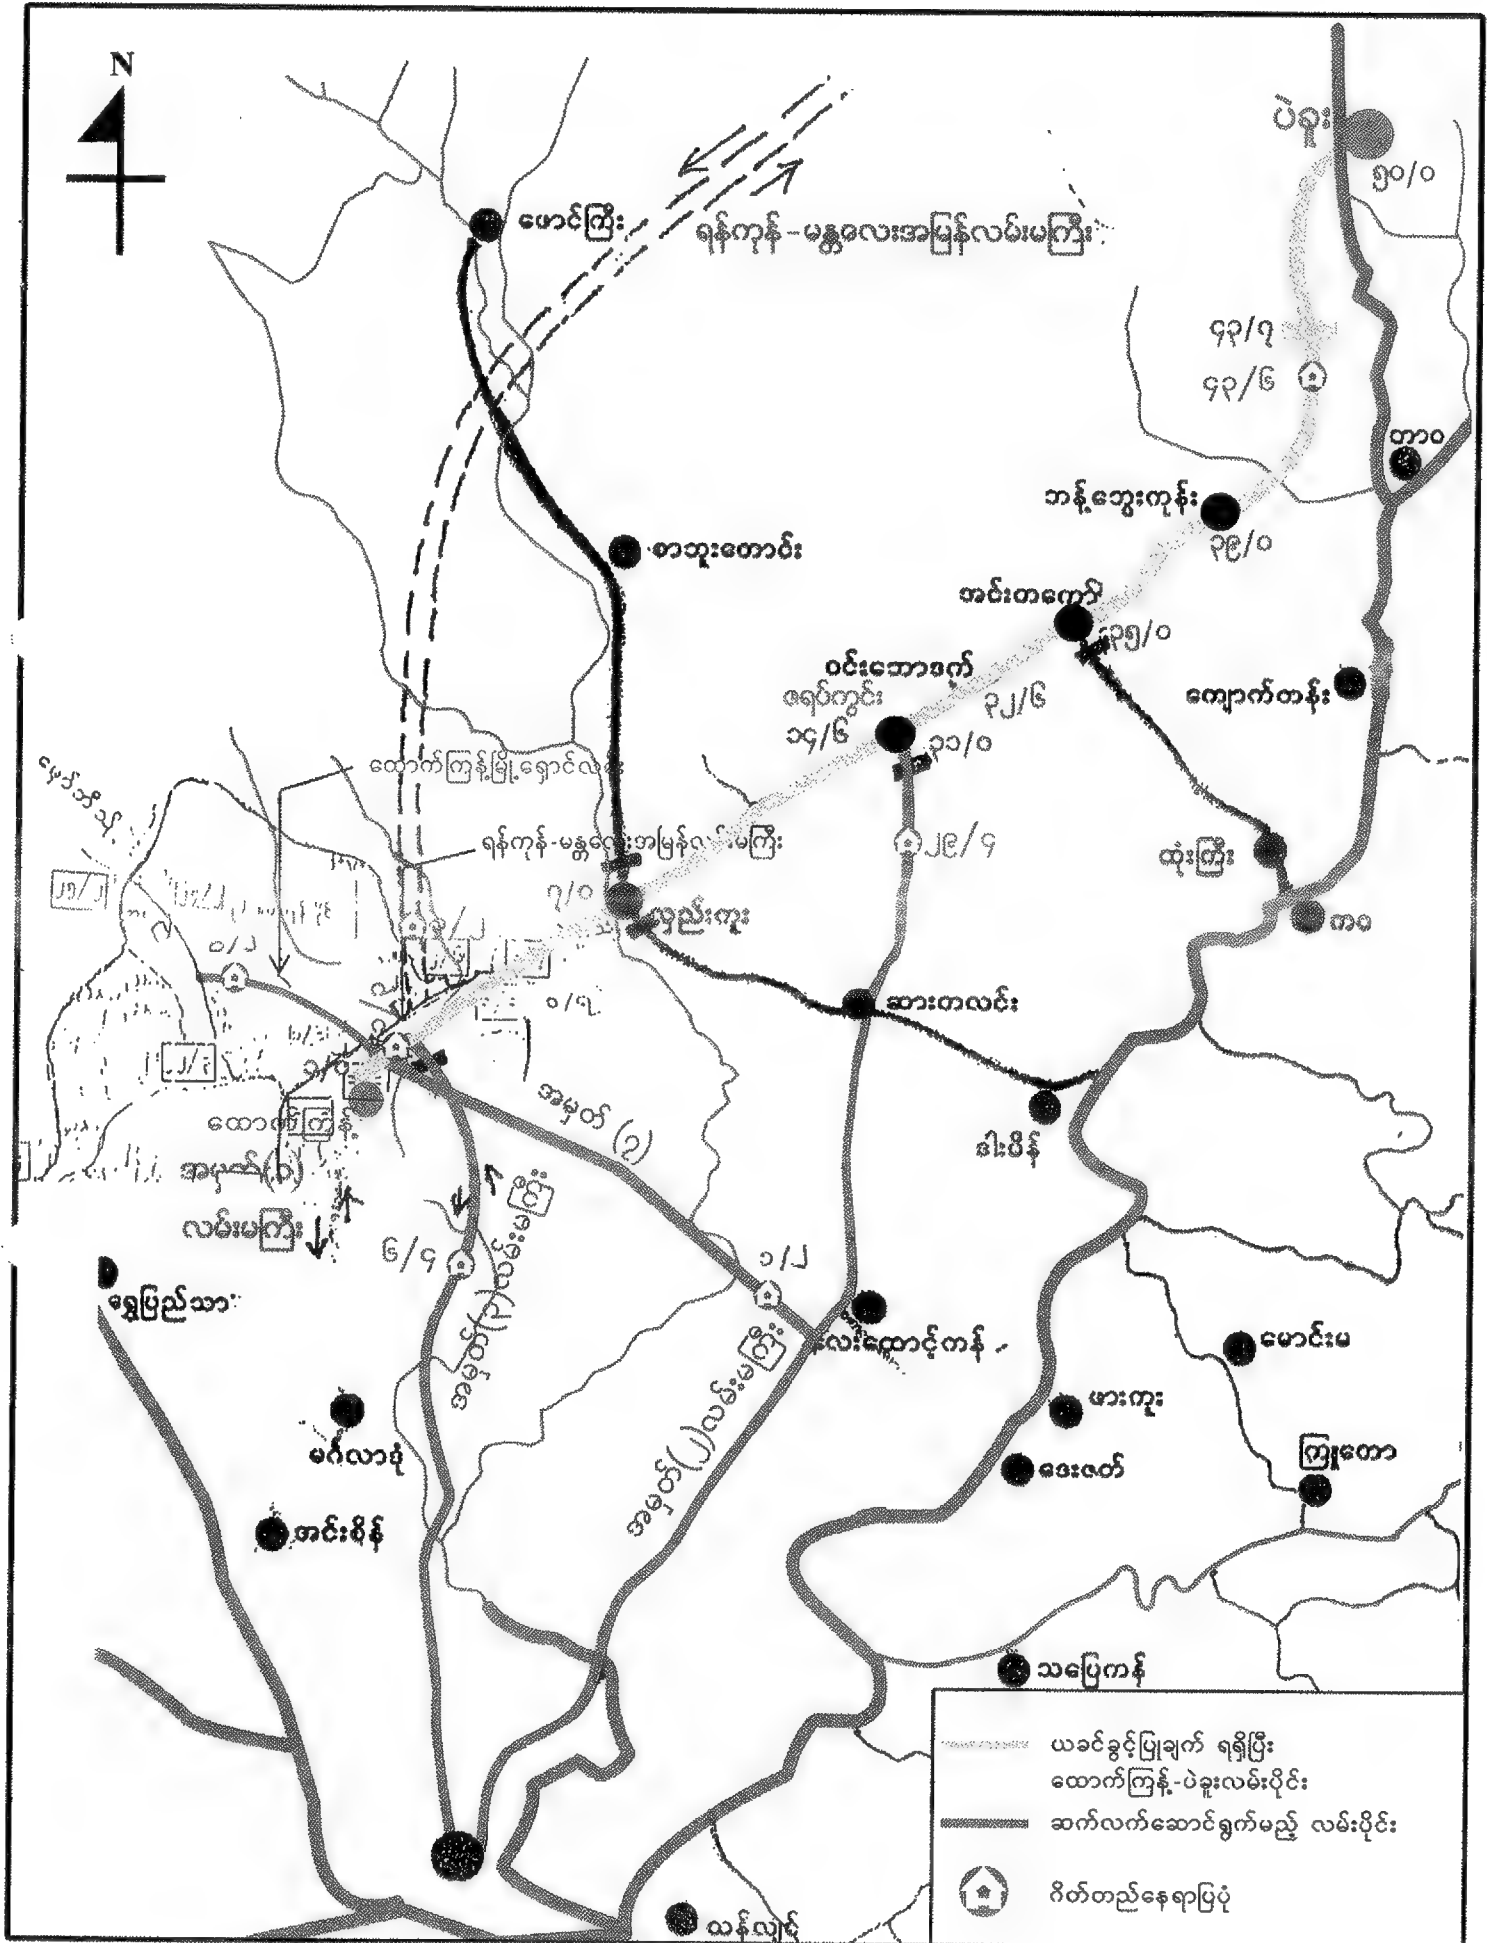 N
ပဲခူး
၅၀/၀
ဖောင်ကြီး
ရန်ကုန်-မန္တလေးအမြန်လမ်းမကြီး
၄၃/၇
၄၃/၆
ဘာဝ
ဘန့်ဘွေးကုန်း
၃၉/၀
စာဘူးတောင်း
အင်းတကော်
၃၅/၀
ဝင်းဘောဒက်
ဇရပ်ကွင်း
၃၂/၆
ကျောက်တန်း
၁၄/၆
၃၁/၀
ထောက်ကြန့်မြို့ရှောင်လမ်း
ရန်ကုန်-မန္တလေးအမြန်လမ်းမကြီး
၂၉/၄
ထုံးကြီး
၇/၀
လှည်းကူး
ကဝ
ဆားတလင်း
အမှတ် (၇)
ဒါးပိန်
ထောက်ကြန့်
လမ်းမကြီး
၆/၄
အမှတ်(၃)လမ်းမကြီး
၁/၂
ရွှေပြည်သာ
လေးထောင့်ကန်
မောင်းမ
အမှတ်(၂)လမ်းမကြီး
ဖားကူး
မင်္ဂလာဒုံ
ဒေးဇတ်
ကြူတော
အင်းစိန်
သပြေကန်
ယခင်ခွင့်ပြုချက် ရရှိပြီး
ထောက်ကြန့်-ပဲခူးလမ်းပိုင်း
ဆက်လက်ဆောင်ရွက်မည့် လမ်းပိုင်း
ဂိတ်တည်နေရာပြပုံ
သန်လျင်